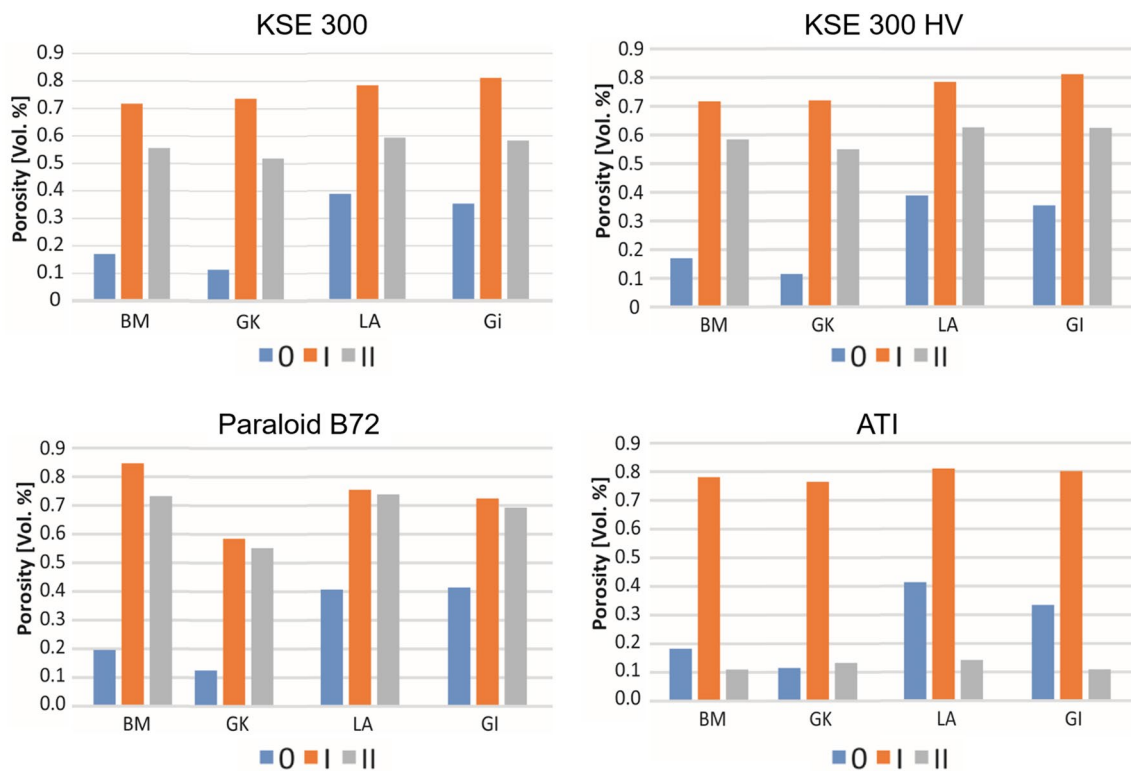 KSE 300
Porosity [Vol. %]
0.9
0.8
0.7
0.6
0.5
0.4
0.3
0.2
0.1
0
BM GK LA Gi
0 I II
KSE 300 HV
Porosity [Vol. %]
0.9
0.8
0.7
0.6
0.5
0.4
0.3
0.2
0.1
0
BM GK LA GI
0 I II
Paraloid B72
Porosity [Vol. %]
0.9
0.8
0.7
0.6
0.5
0.4
0.3
0.2
0.1
0.0
BM GK LA GI
0 I II
ATI
Porosity [Vol. %]
0.9
0.8
0.7
0.6
0.5
0.4
0.3
0.2
0.1
0.0
BM GK LA GI
0 I II